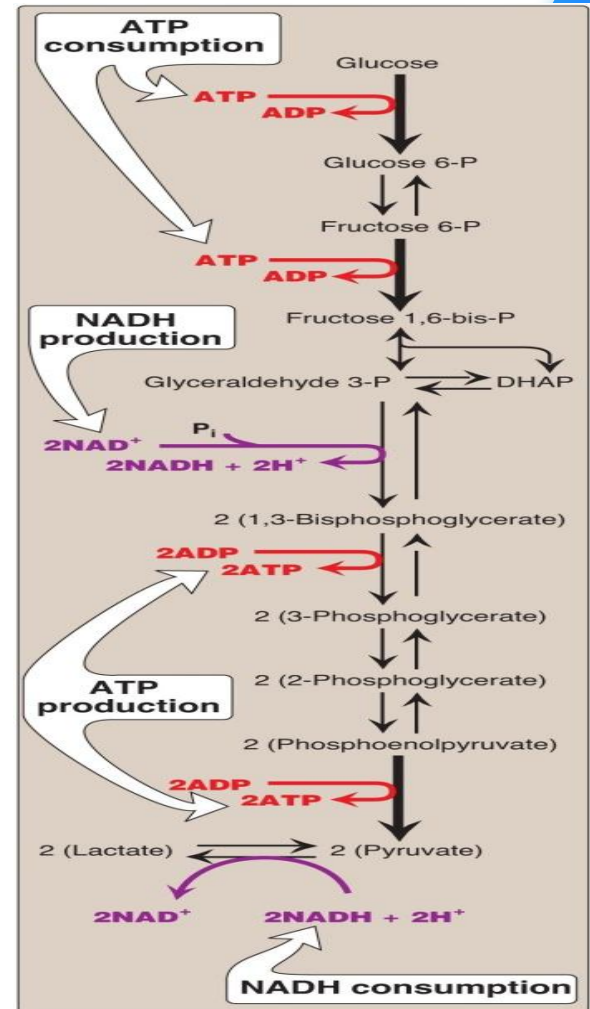 ATP
consumption
Glucose
ATP
ADP
Glucose 6-P
Fructose 6-P
ATP
ADP
NADH
production
Fructose 1,6-bis-P
Glyceraldehyde 3-P
DHAP
Pᵢ
2NAD⁺
2NADH + 2H⁺
2 (1,3-Bisphosphoglycerate)
2ADP
2ATP
2 (3-Phosphoglycerate)
ATP
production
2 (2-Phosphoglycerate)
2 (Phosphoenolpyruvate)
2ADP
2ATP
2 (Lactate)
2 (Pyruvate)
2NAD⁺
2NADH + 2H⁺
NADH consumption